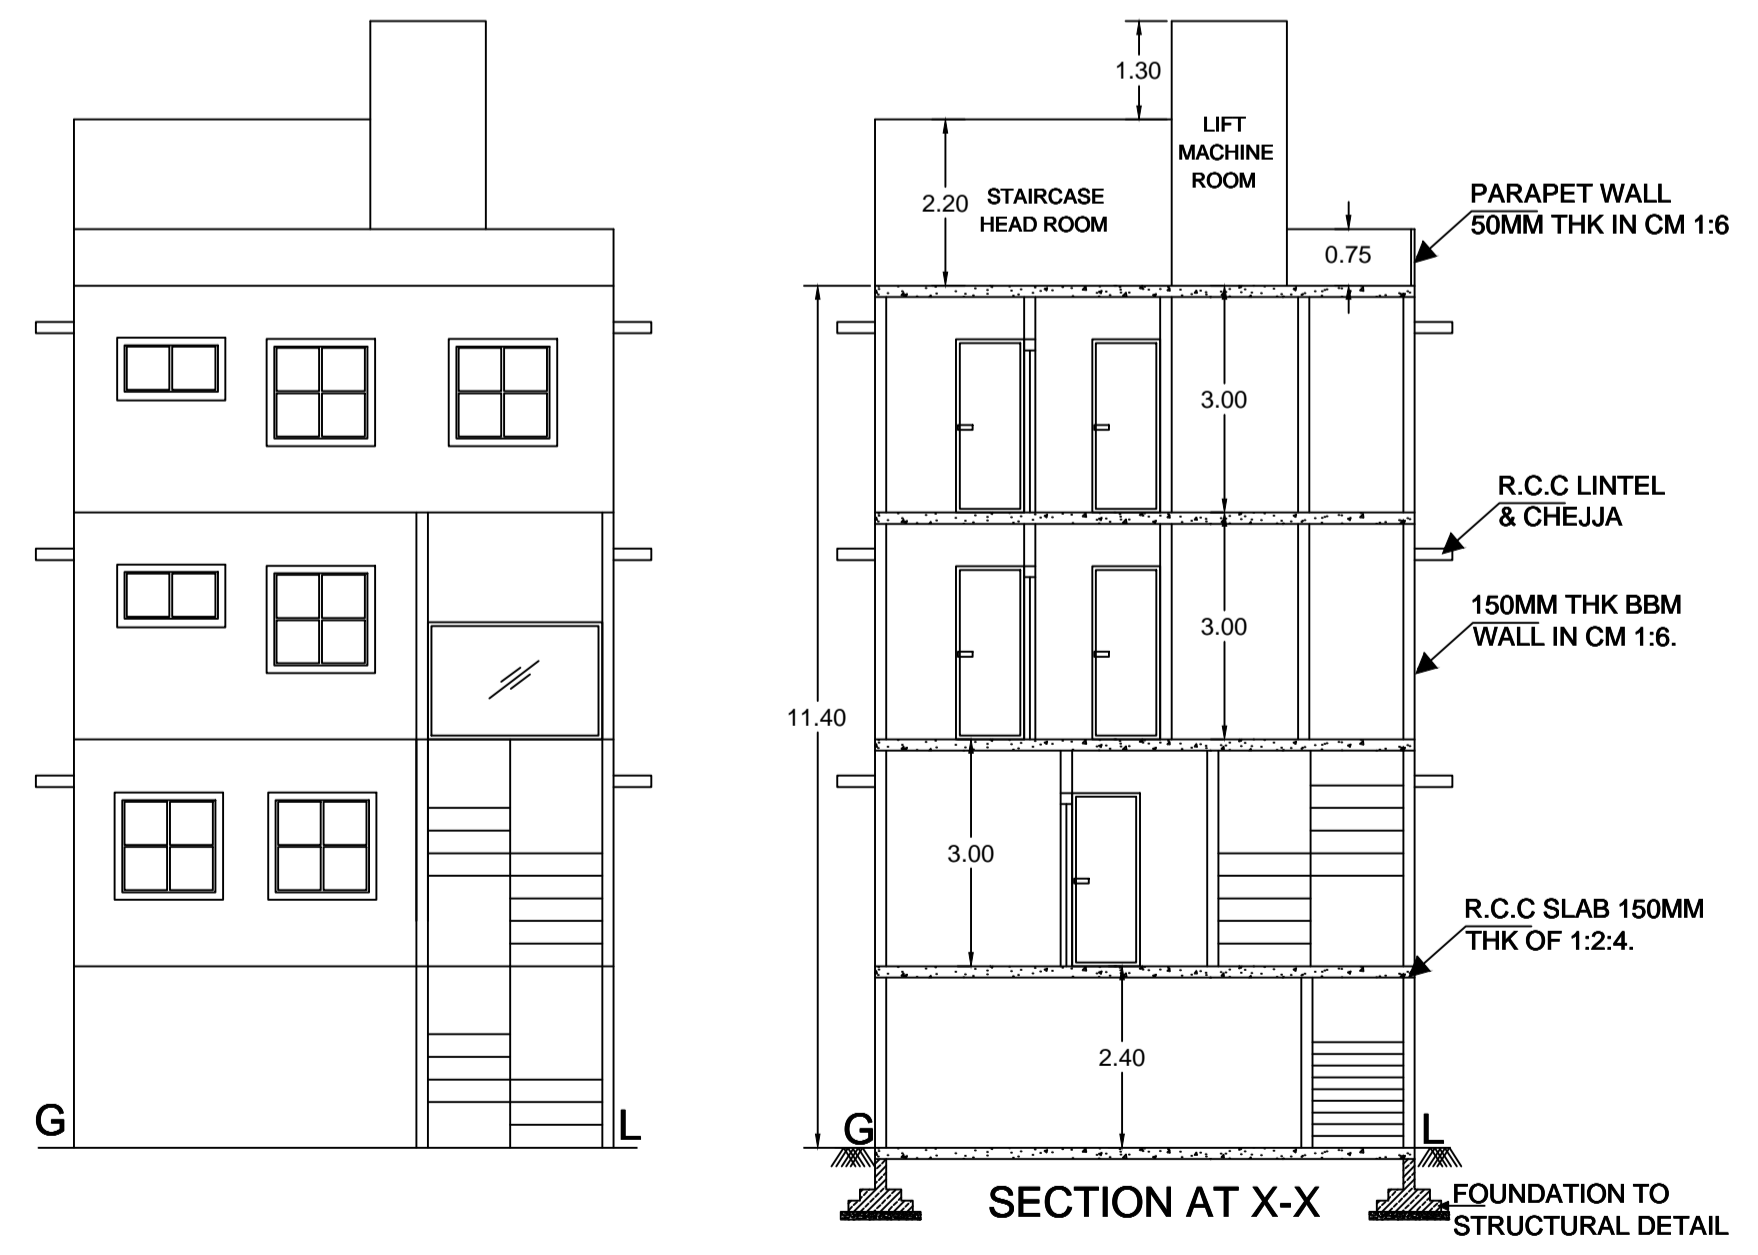 1.30
LIFT
MACHINE
ROOM
2.20
STAIRCASE
HEAD ROOM
PARAPET WALL
50MM THK IN CM 1:6
0.75
3.00
R.C.C LINTEL
& CHEJJA
150MM THK BBM
WALL IN CM 1:6.
3.00
11.40
3.00
R.C.C SLAB 150MM
THK OF 1:2:4.
2.40
G L
G L
SECTION AT X-X
FOUNDATION TO
STRUCTURAL DETAIL